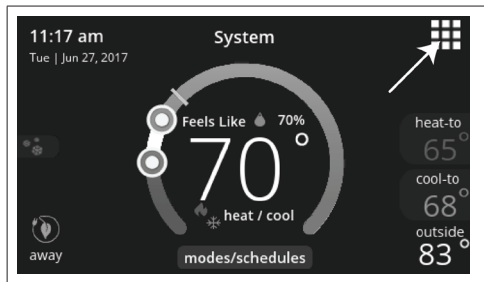 11:17 am
System
Tue | Jun 27, 2017
Feels Like 70%
70°
heat / cool
heat-to
65°
cool-to
68°
outside
83°
away
modes/schedules